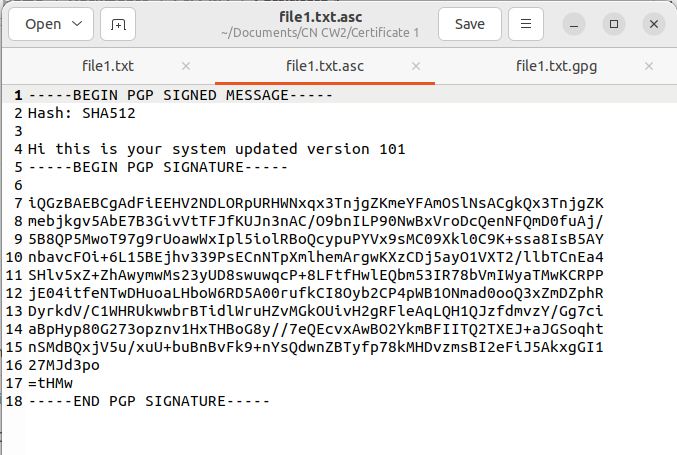 Open
file1.txt.asc
~/Documents/CN CW2/Certificate 1
Save
file1.txt
file1.txt.asc
file1.txt.gpg
1 -----BEGIN PGP SIGNED MESSAGE-----
2 Hash: SHA512
3
4 Hi this is your system updated version 101
5 -----BEGIN PGP SIGNATURE-----
6
7 iQGzBAEBCgAdFiEEHV2NDLORpURHWNxqx3TnjgZKmeYFAmOSlNsACgkQx3TnjgZK
8 mebjkgv5AbE7B3GivVtTFJfKUJn3nAC/O9bnILP90NwBxVroDcQenNFQmD0fuAj/
9 5B8QP5MwoT97g9rUoawWxIpl5iolRBoQcypuPYVx9sMC09Xkl0C9K+ssa8IsB5AY
10 nbavcFOi+6L15BEjhv339PsECnNTpXmlhemArgwKXzCDj5ayO1VXT2/llbTCnEa4
11 SHlv5xZ+ZhAwymwMs23yUD8swuwqcP+8LFtfHwlEQbm53IR78bVmIWyaTMwKCRPP
12 jE04itfeNTwDHuoaLHboW6RD5A00rufkCI8Oyb2CP4pWB1ONmad0ooQ3xZmDZphR
13 DyrkdV/C1WHRUkwwbrBTidlWruHZvMGkOUivH2gRFleAqLQH1QJzfdmvzY/Gg7ci
14 aBpHyp80G273opznv1HxTHBoG8y//7eQEcvxAwBO2YkmBFIITQ2TXEJ+aJGSoqht
15 nSMdBQxjV5u/xuU+buBnBvFk9+nYsQdwnZBTyfp78kMHDvzmsBI2eFiJ5AkxgGI1
16 27MJd3po
17 =tHMw
18 -----END PGP SIGNATURE-----